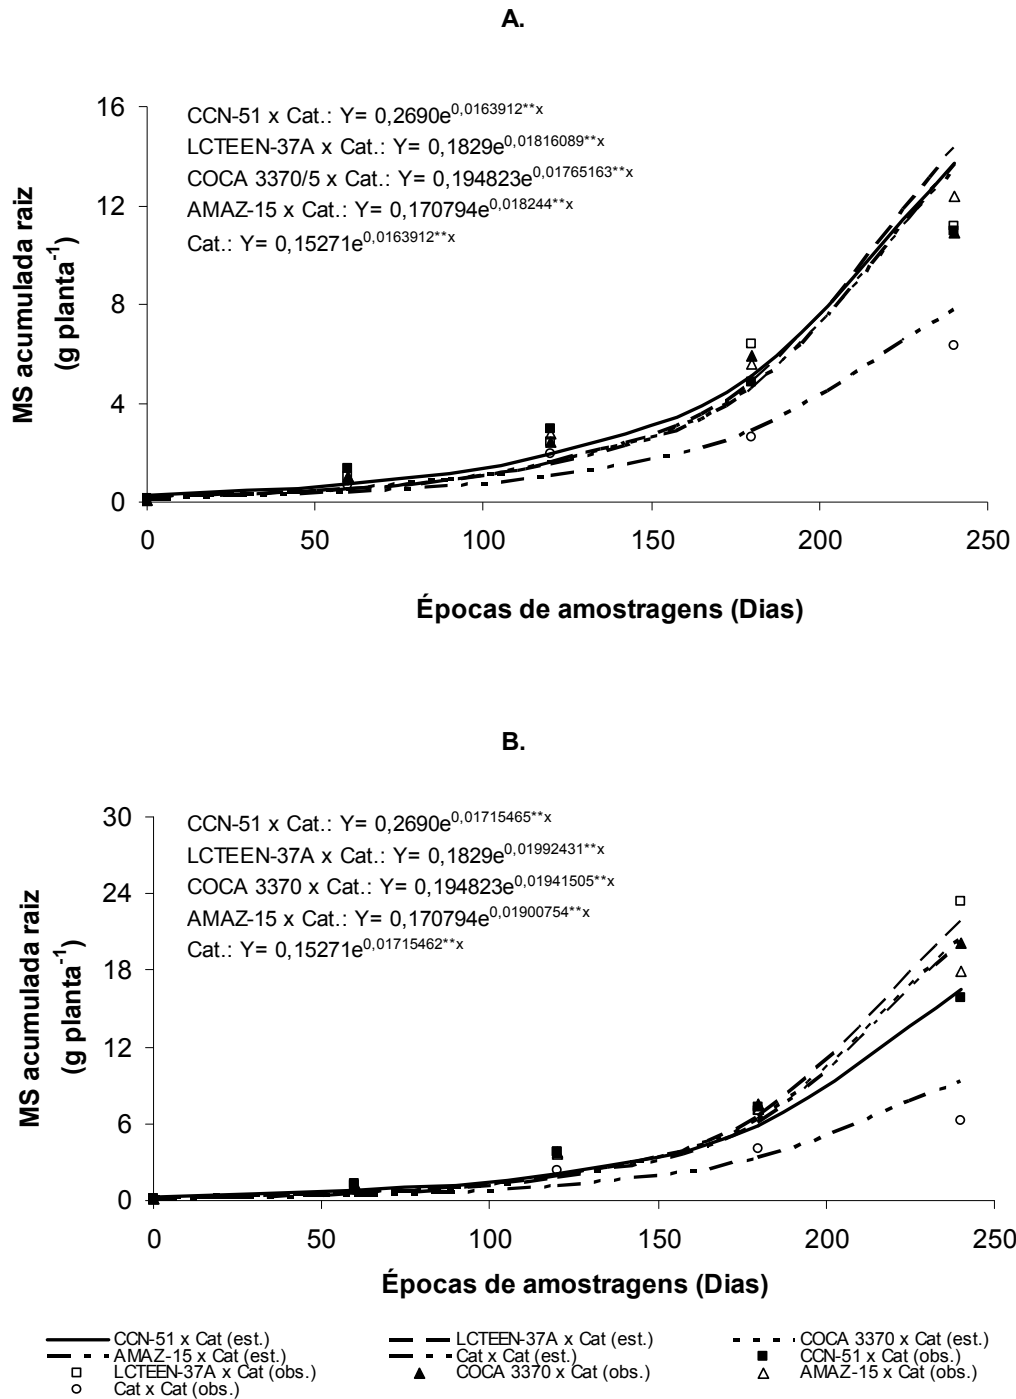 A.
MS acumulada raiz
(g planta⁻¹)
16
12
8
4
0
CCN-51 x Cat.: Y= 0,2690e^0,0163912**x
LCTEEN-37A x Cat.: Y= 0,1829e^0,01816089**x
COCA 3370/5 x Cat.: Y= 0,194823e^0,01765163**x
AMAZ-15 x Cat.: Y= 0,170794e^0,018244**x
Cat.: Y= 0,15271e^0,0163912**x
0 50 100 150 200 250
Épocas de amostragens (Dias)
B.
MS acumulada raiz
(g planta⁻¹)
30
24
18
12
6
0
CCN-51 x Cat.: Y= 0,2690e^0,01715465**x
LCTEEN-37A x Cat.: Y= 0,1829e^0,01992431**x
COCA 3370 x Cat.: Y= 0,194823e^0,01941505**x
AMAZ-15 x Cat.: Y= 0,170794e^0,01900754**x
Cat.: Y= 0,15271e^0,01715462**x
0 50 100 150 200 250
Épocas de amostragens (Dias)
CCN-51 x Cat (est.) LCTEEN-37A x Cat (est.) COCA 3370 x Cat (est.)
AMAZ-15 x Cat (est.) Cat x Cat (est.) CCN-51 x Cat (obs.)
LCTEEN-37A x Cat (obs.) COCA 3370 x Cat (obs.) AMAZ-15 x Cat (obs.)
Cat x Cat (obs.)